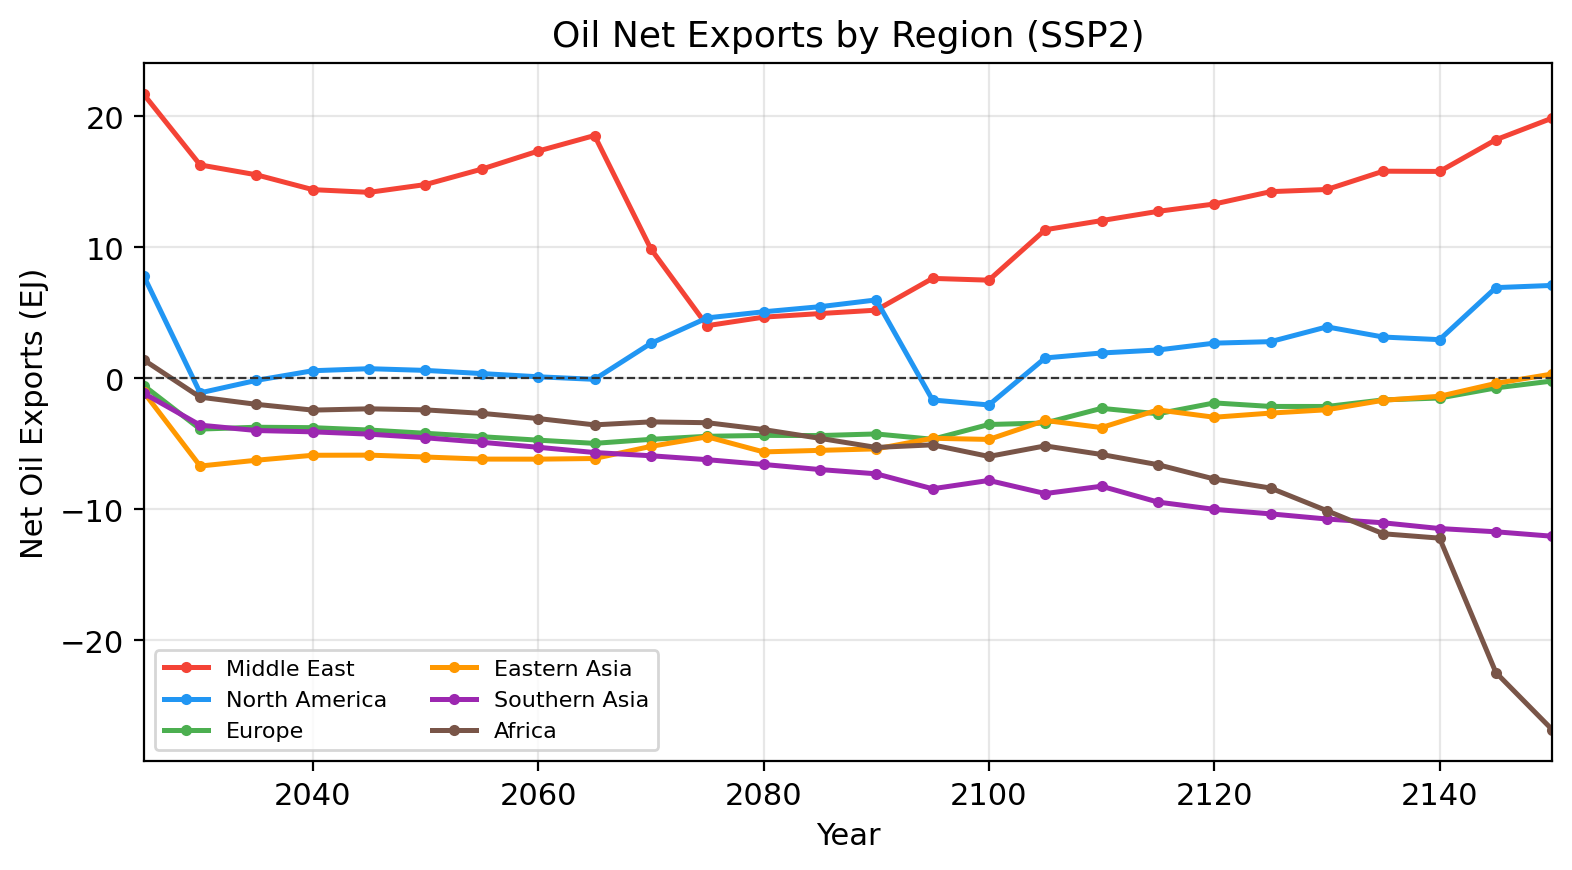 Oil Net Exports by Region (SSP2)
Net Oil Exports (EJ)
20
10
0
−10
−20
Middle East
North America
Europe
Eastern Asia
Southern Asia
Africa
2040 2060 2080 2100 2120 2140
Year